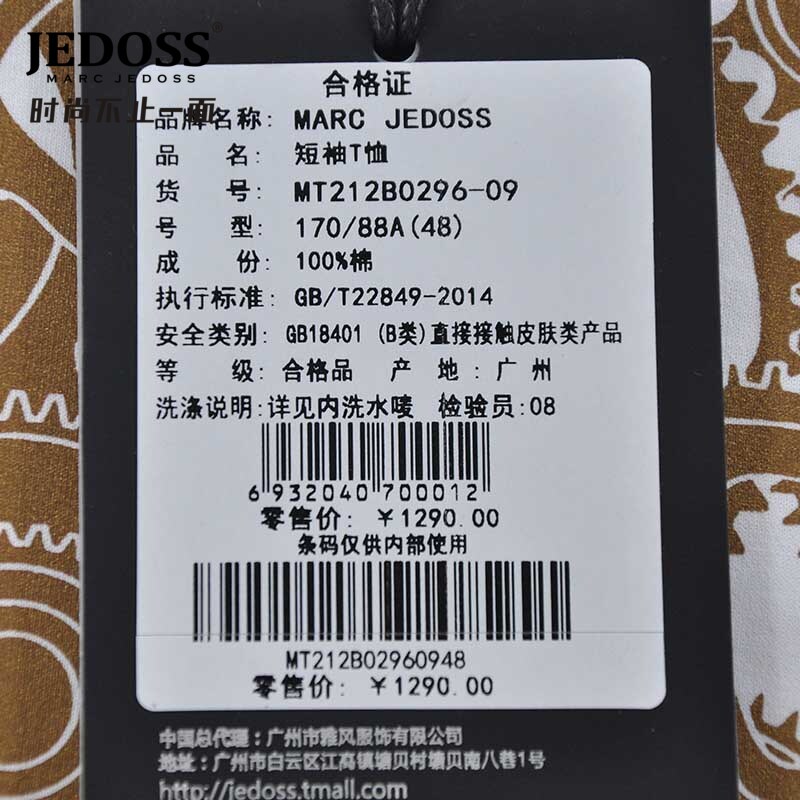 JEDOSS
MARC JEDOSS
时尚不止一面
合格证
品牌名称: MARC JEDOSS
品 名: 短袖T恤
货 号: MT212B0296-09
号 型: 170/88A(48)
成 份: 100%棉
执行标准: GB/T22849-2014
安全类别: GB18401 (B类)直接接触皮肤类产品
等 级: 合格品 产 地: 广 州
洗涤说明:详见内洗水唛 检验员:08
6 932040 700012
零售价: ¥1290.00
条码仅供内部使用
MT212B02960948
零售价: ¥1290.00
中国总代理:广州市雅风服饰有限公司
地址:广州市白云区江高镇塘贝村塘贝南八巷1号
http://jedoss.tmall.com